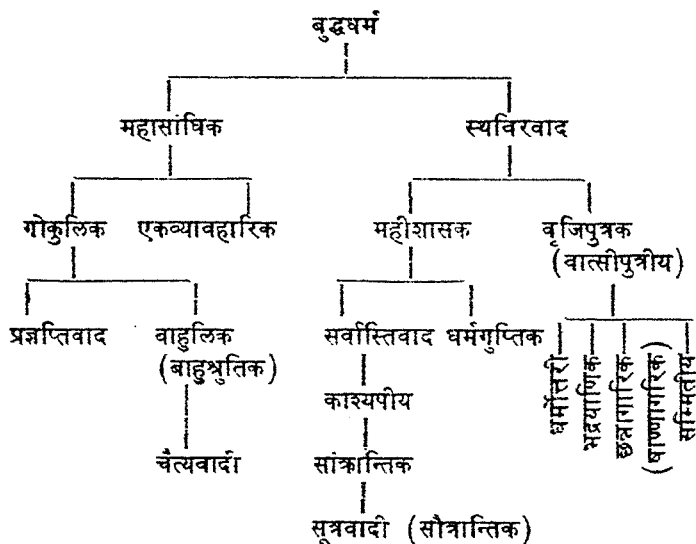 बुद्धधर्म
महासांघिक स्थविरवाद
गोकुलिक एकव्यावहारिक महीशासक वृजिपुत्रक
(वात्सीपुत्रीय)
प्रज्ञप्तिवाद बाहुलिक सर्वास्तिवाद धर्मगुप्तिक
(बाहुश्रुतिक)
धर्मोत्तरी
भद्रयाणिक
छन्नागारिक
(षाण्णागरिक)
सम्मितीय
काश्यपीय
चैत्यवादी सांक्रान्तिक
सूत्रवादी (सौत्रान्तिक)